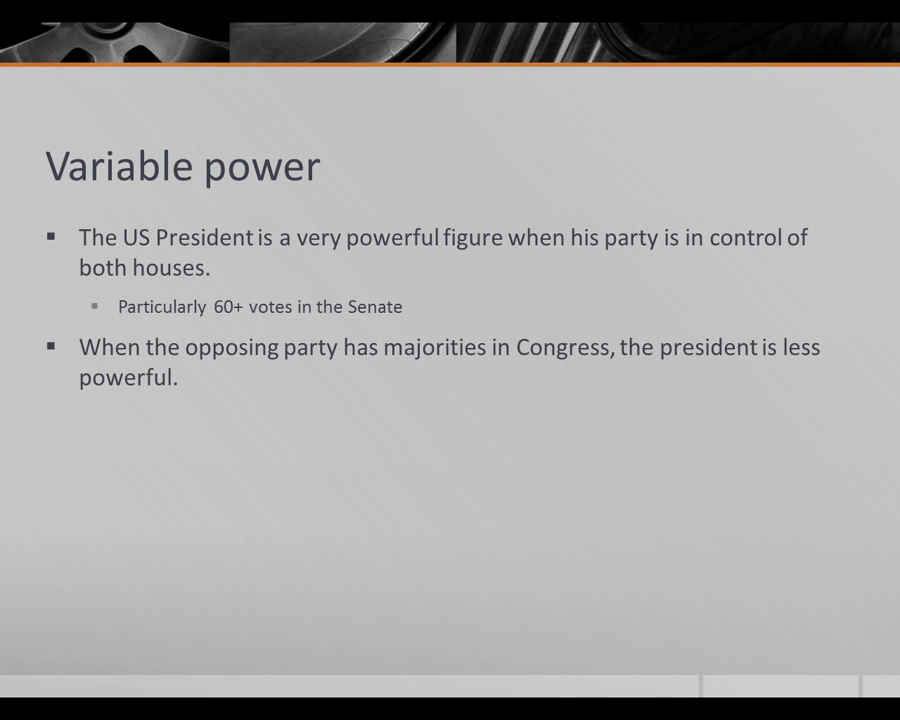 Variable power
▪ The US President is a very powerful figure when his party is in control of
both houses.
▪ Particularly 60+ votes in the Senate
▪ When the opposing party has majorities in Congress, the president is less
powerful.